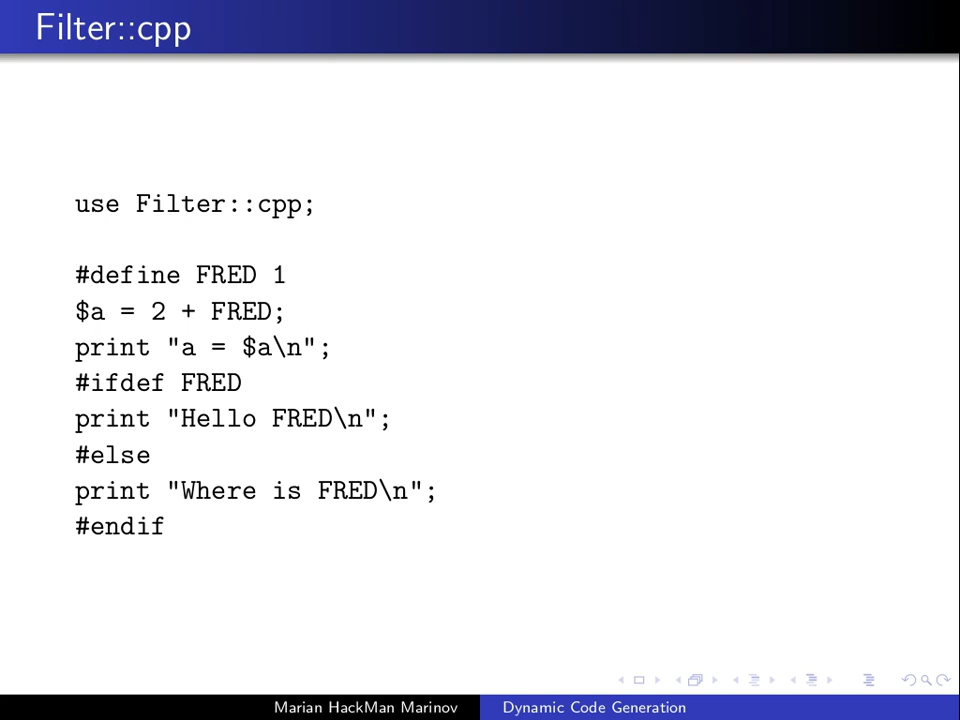 Filter::cpp
use Filter::cpp;
#define FRED 1
$a = 2 + FRED;
print "a = $a\n";
#ifdef FRED
print "Hello FRED\n";
#else
print "Where is FRED\n";
#endif
Marian HackMan Marinov
Dynamic Code Generation